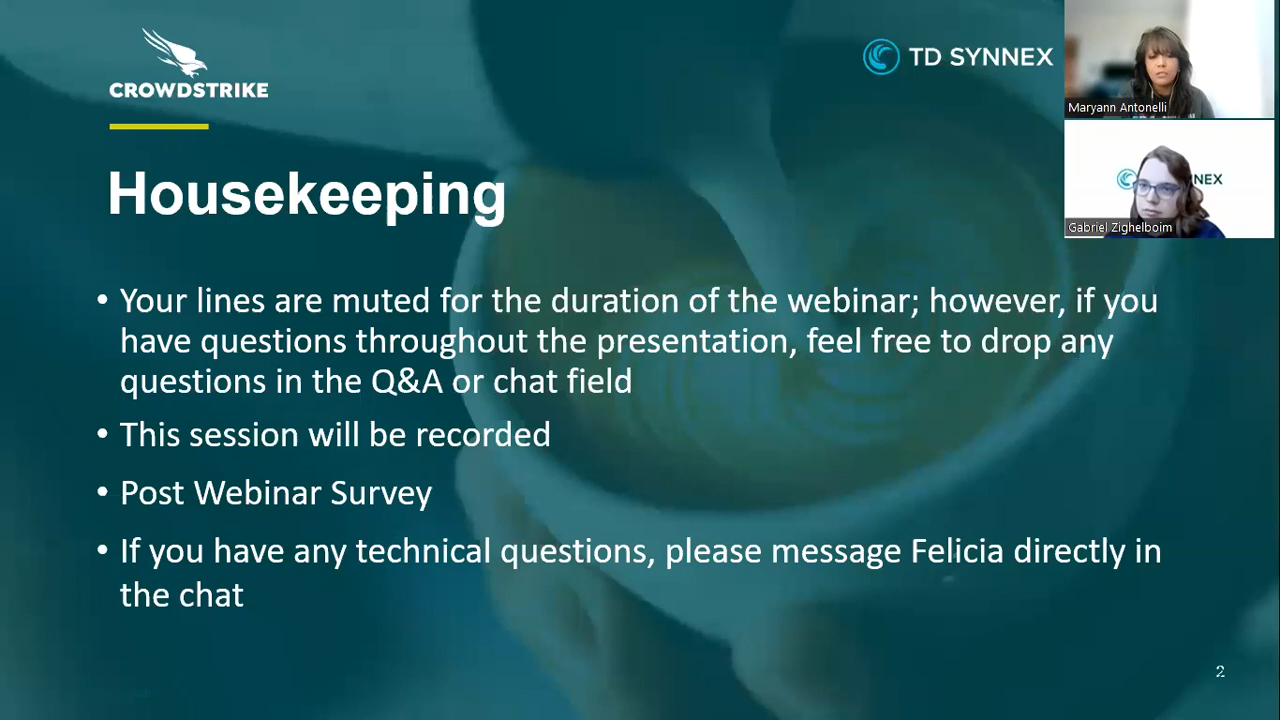 CROWDSTRIKE
TD SYNNEX
Maryann Antonelli
NEX
Gabriel Zighelboim
Housekeeping
• Your lines are muted for the duration of the webinar; however, if you
have questions throughout the presentation, feel free to drop any
questions in the Q&A or chat field
• This session will be recorded
• Post Webinar Survey
• If you have any technical questions, please message Felicia directly in
the chat
2